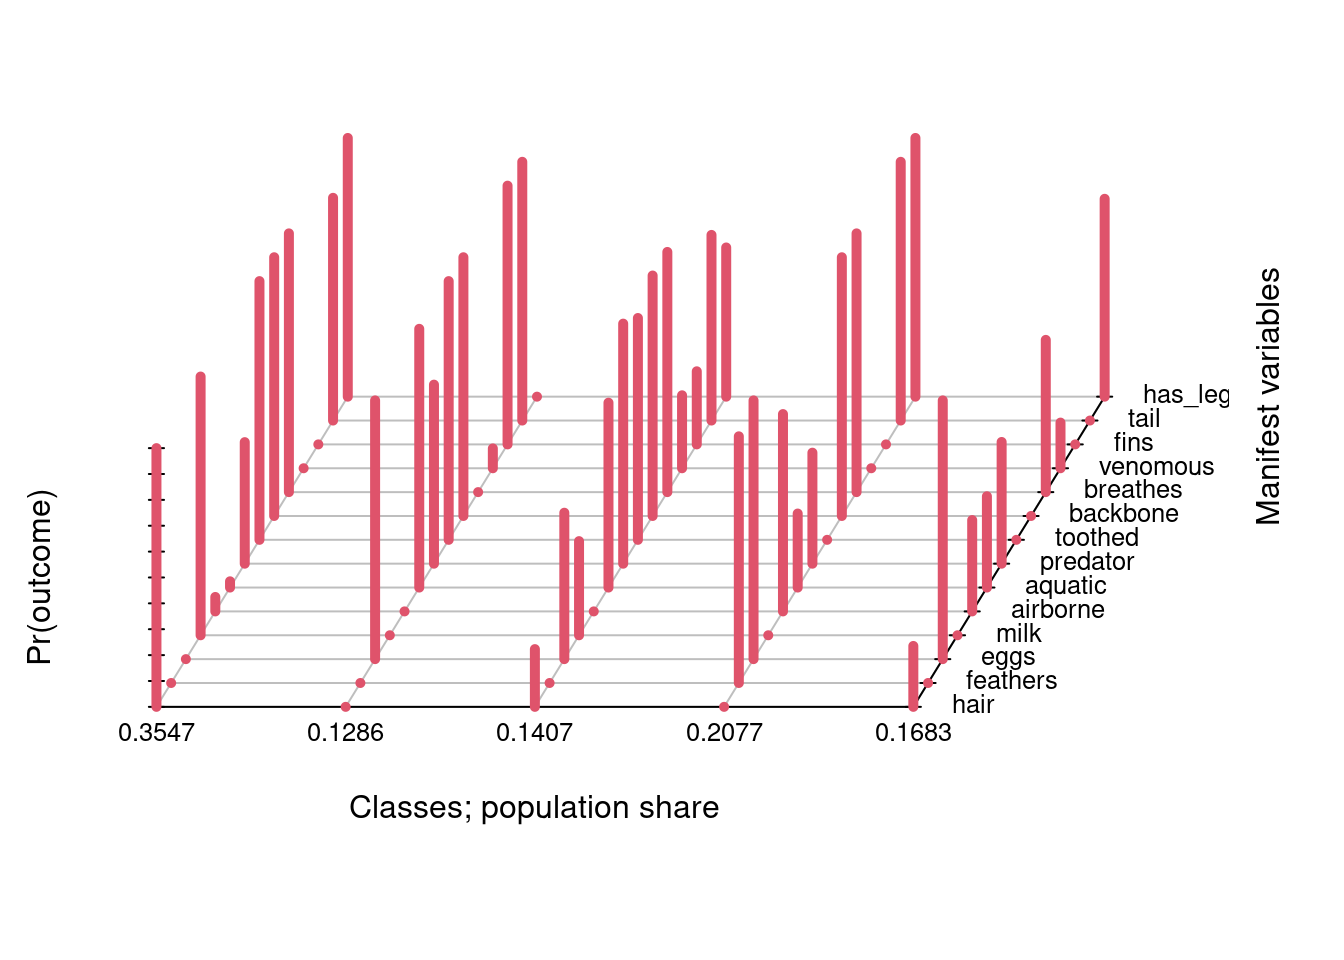 has_leg
tail
fins
venomous
breathes
backbone
toothed
predator
aquatic
airborne
milk
eggs
feathers
hair
Manifest variables
Pr(outcome)
0.3547 0.1286 0.1407 0.2077 0.1683
Classes; population share